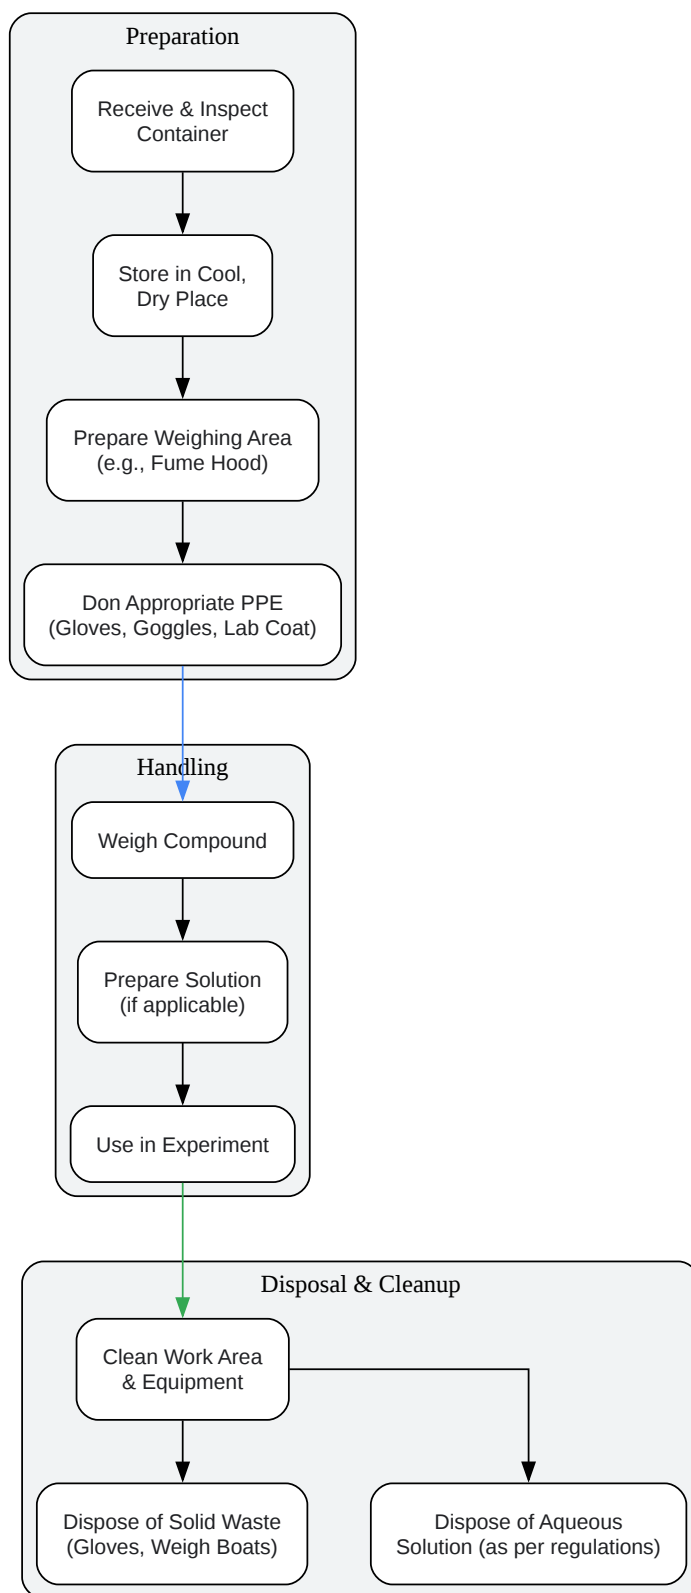 Preparation
Receive & Inspect
Container
Store in Cool,
Dry Place
Prepare Weighing Area
(e.g., Fume Hood)
Don Appropriate PPE
(Gloves, Goggles, Lab Coat)
Handling
Weigh Compound
Prepare Solution
(if applicable)
Use in Experiment
Disposal & Cleanup
Clean Work Area
& Equipment
Dispose of Solid Waste
(Gloves, Weigh Boats)
Dispose of Aqueous
Solution (as per regulations)